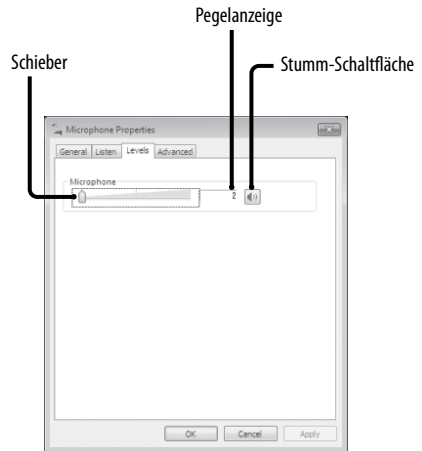 Pegelanzeige
Schieber
Stumm-Schaltfläche
Microphone Properties
General Listen Levels Advanced
Microphone
2
OK Cancel Apply